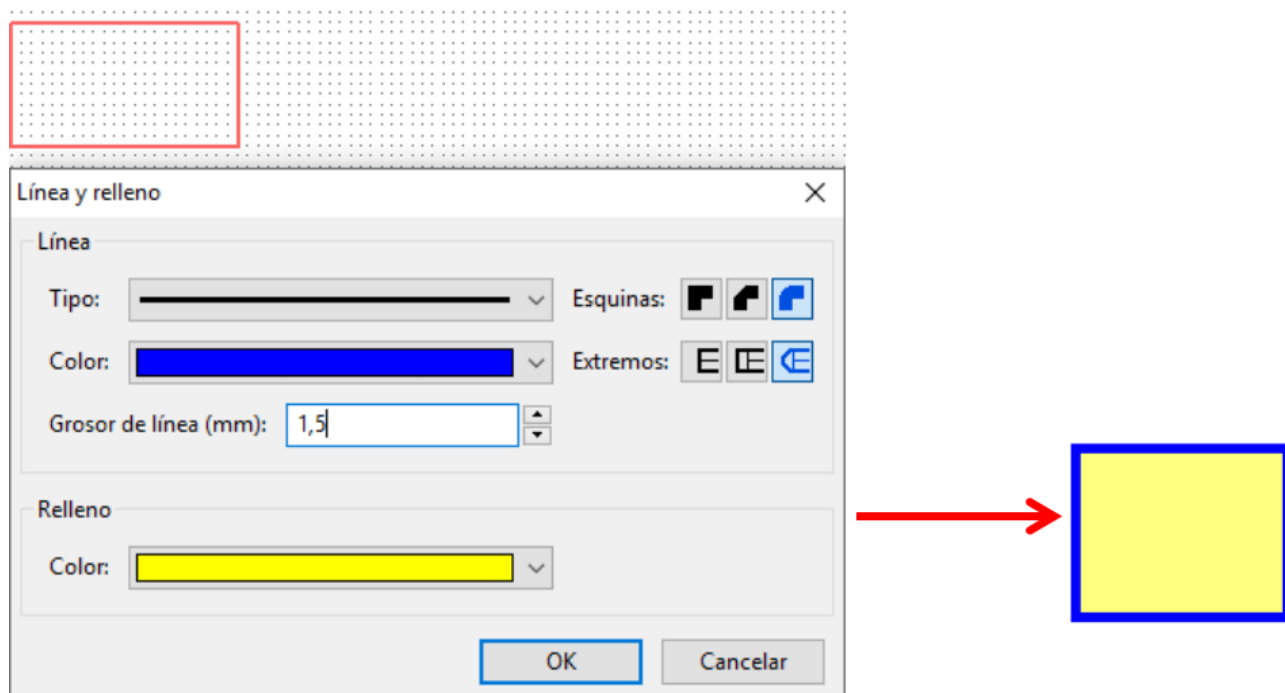 Línea y relleno
Línea
Tipo:
Esquinas:
Color:
Extremos:
Grosor de línea (mm): 1,5
Relleno
Color:
OK
Cancelar